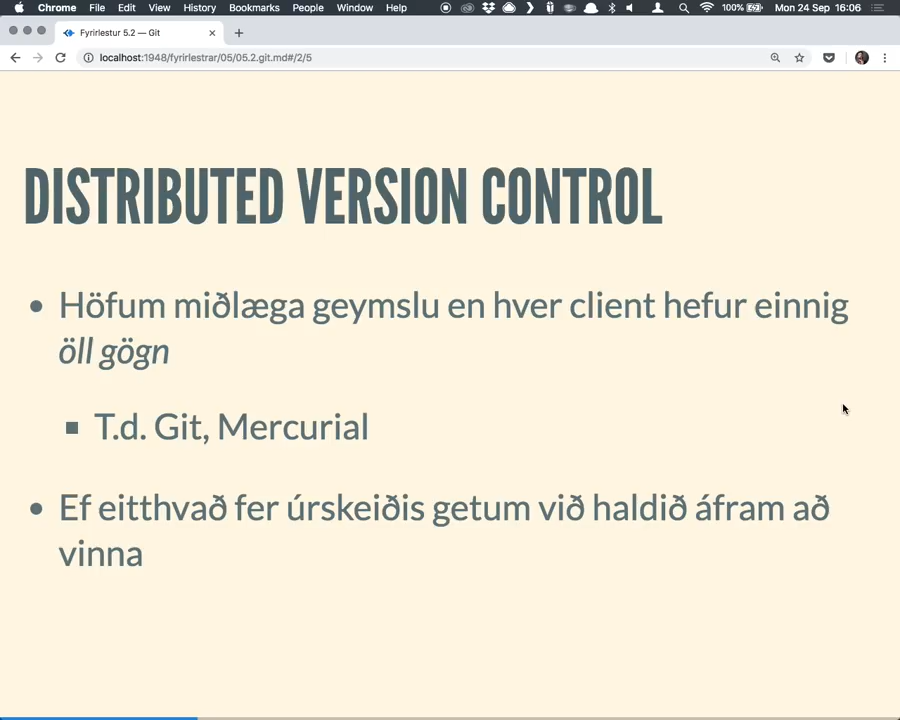 Chrome File Edit View History Bookmarks People Window Help 100% Mon 24 Sep 16:06
Fyrirlestur 5.2 — Git
localhost:1948/fyrirlestrar/05/05.2.git.md#/2/5
DISTRIBUTED VERSION CONTROL
Höfum miðlæga geymslu en hver client hefur einnig
öll gögn
T.d. Git, Mercurial
Ef eitthvað fer úrskeiðis getum við haldið áfram að
vinna